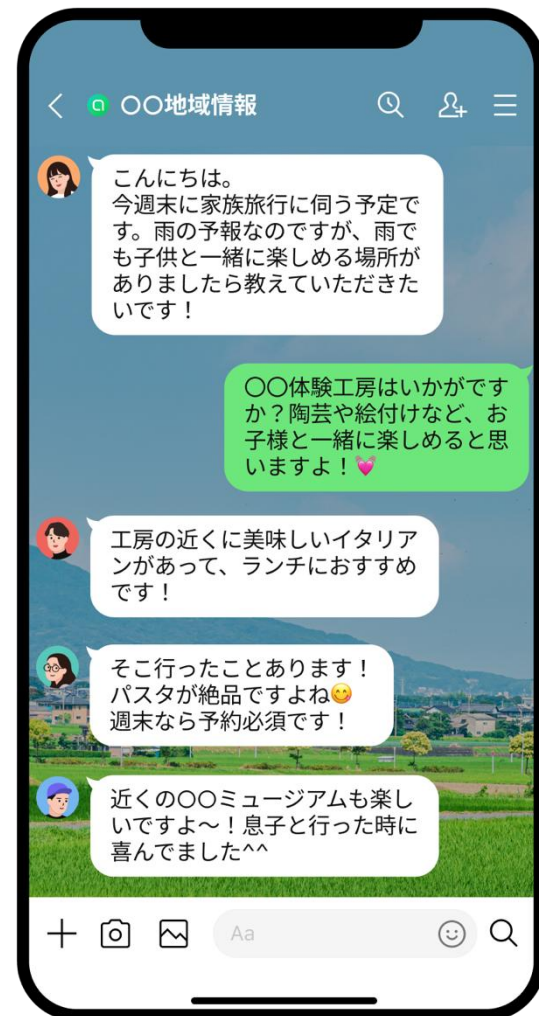 〇〇地域情報
こんにちは。
今週末に家族旅行に伺う予定で
す。雨の予報なのですが、雨で
も子供と一緒に楽しめる場所が
ありましたら教えていただきた
いです！
〇〇体験工房はいかがです
か？陶芸や絵付けなど、お
子様と一緒に楽しめると思
いますよ！💓
工房の近くに美味しいイタリア
ンがあって、ランチにおすすめ
です！
そこ行ったことあります！
パスタが絶品ですよね😋
週末なら予約必須です！
近くの〇〇ミュージアムも楽し
いですよ～！息子と行った時に
喜んでました^^
Aa